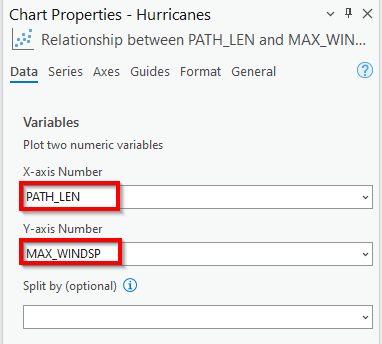 Chart Properties - Hurricanes
Relationship between PATH_LEN and MAX_WIN...
Data Series Axes Guides Format General
Variables
Plot two numeric variables
X-axis Number
PATH_LEN
Y-axis Number
MAX_WINDSP
Split by (optional)